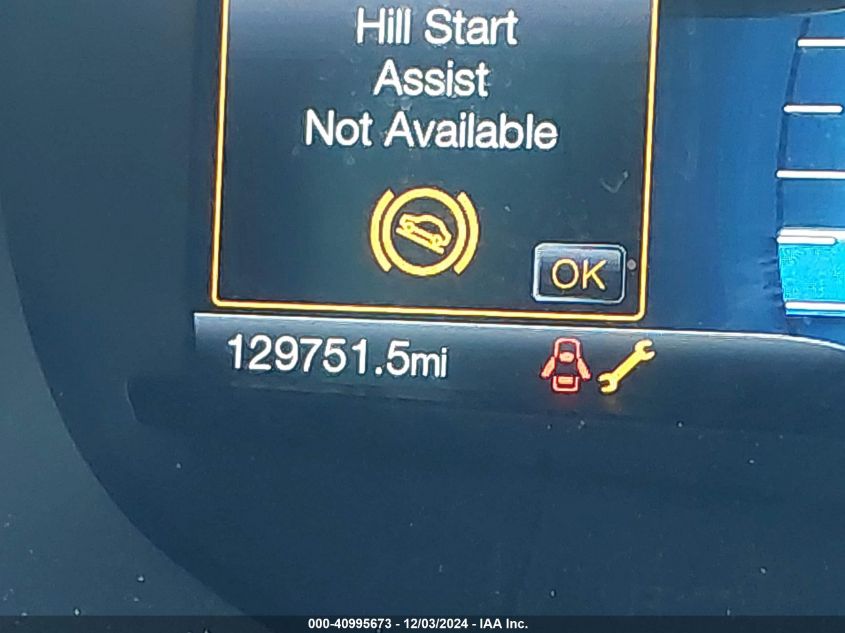 Hill Start
Assist
Not Available
OK
129751.5mi
000-40995673 - 12/03/2024 - IAA Inc.